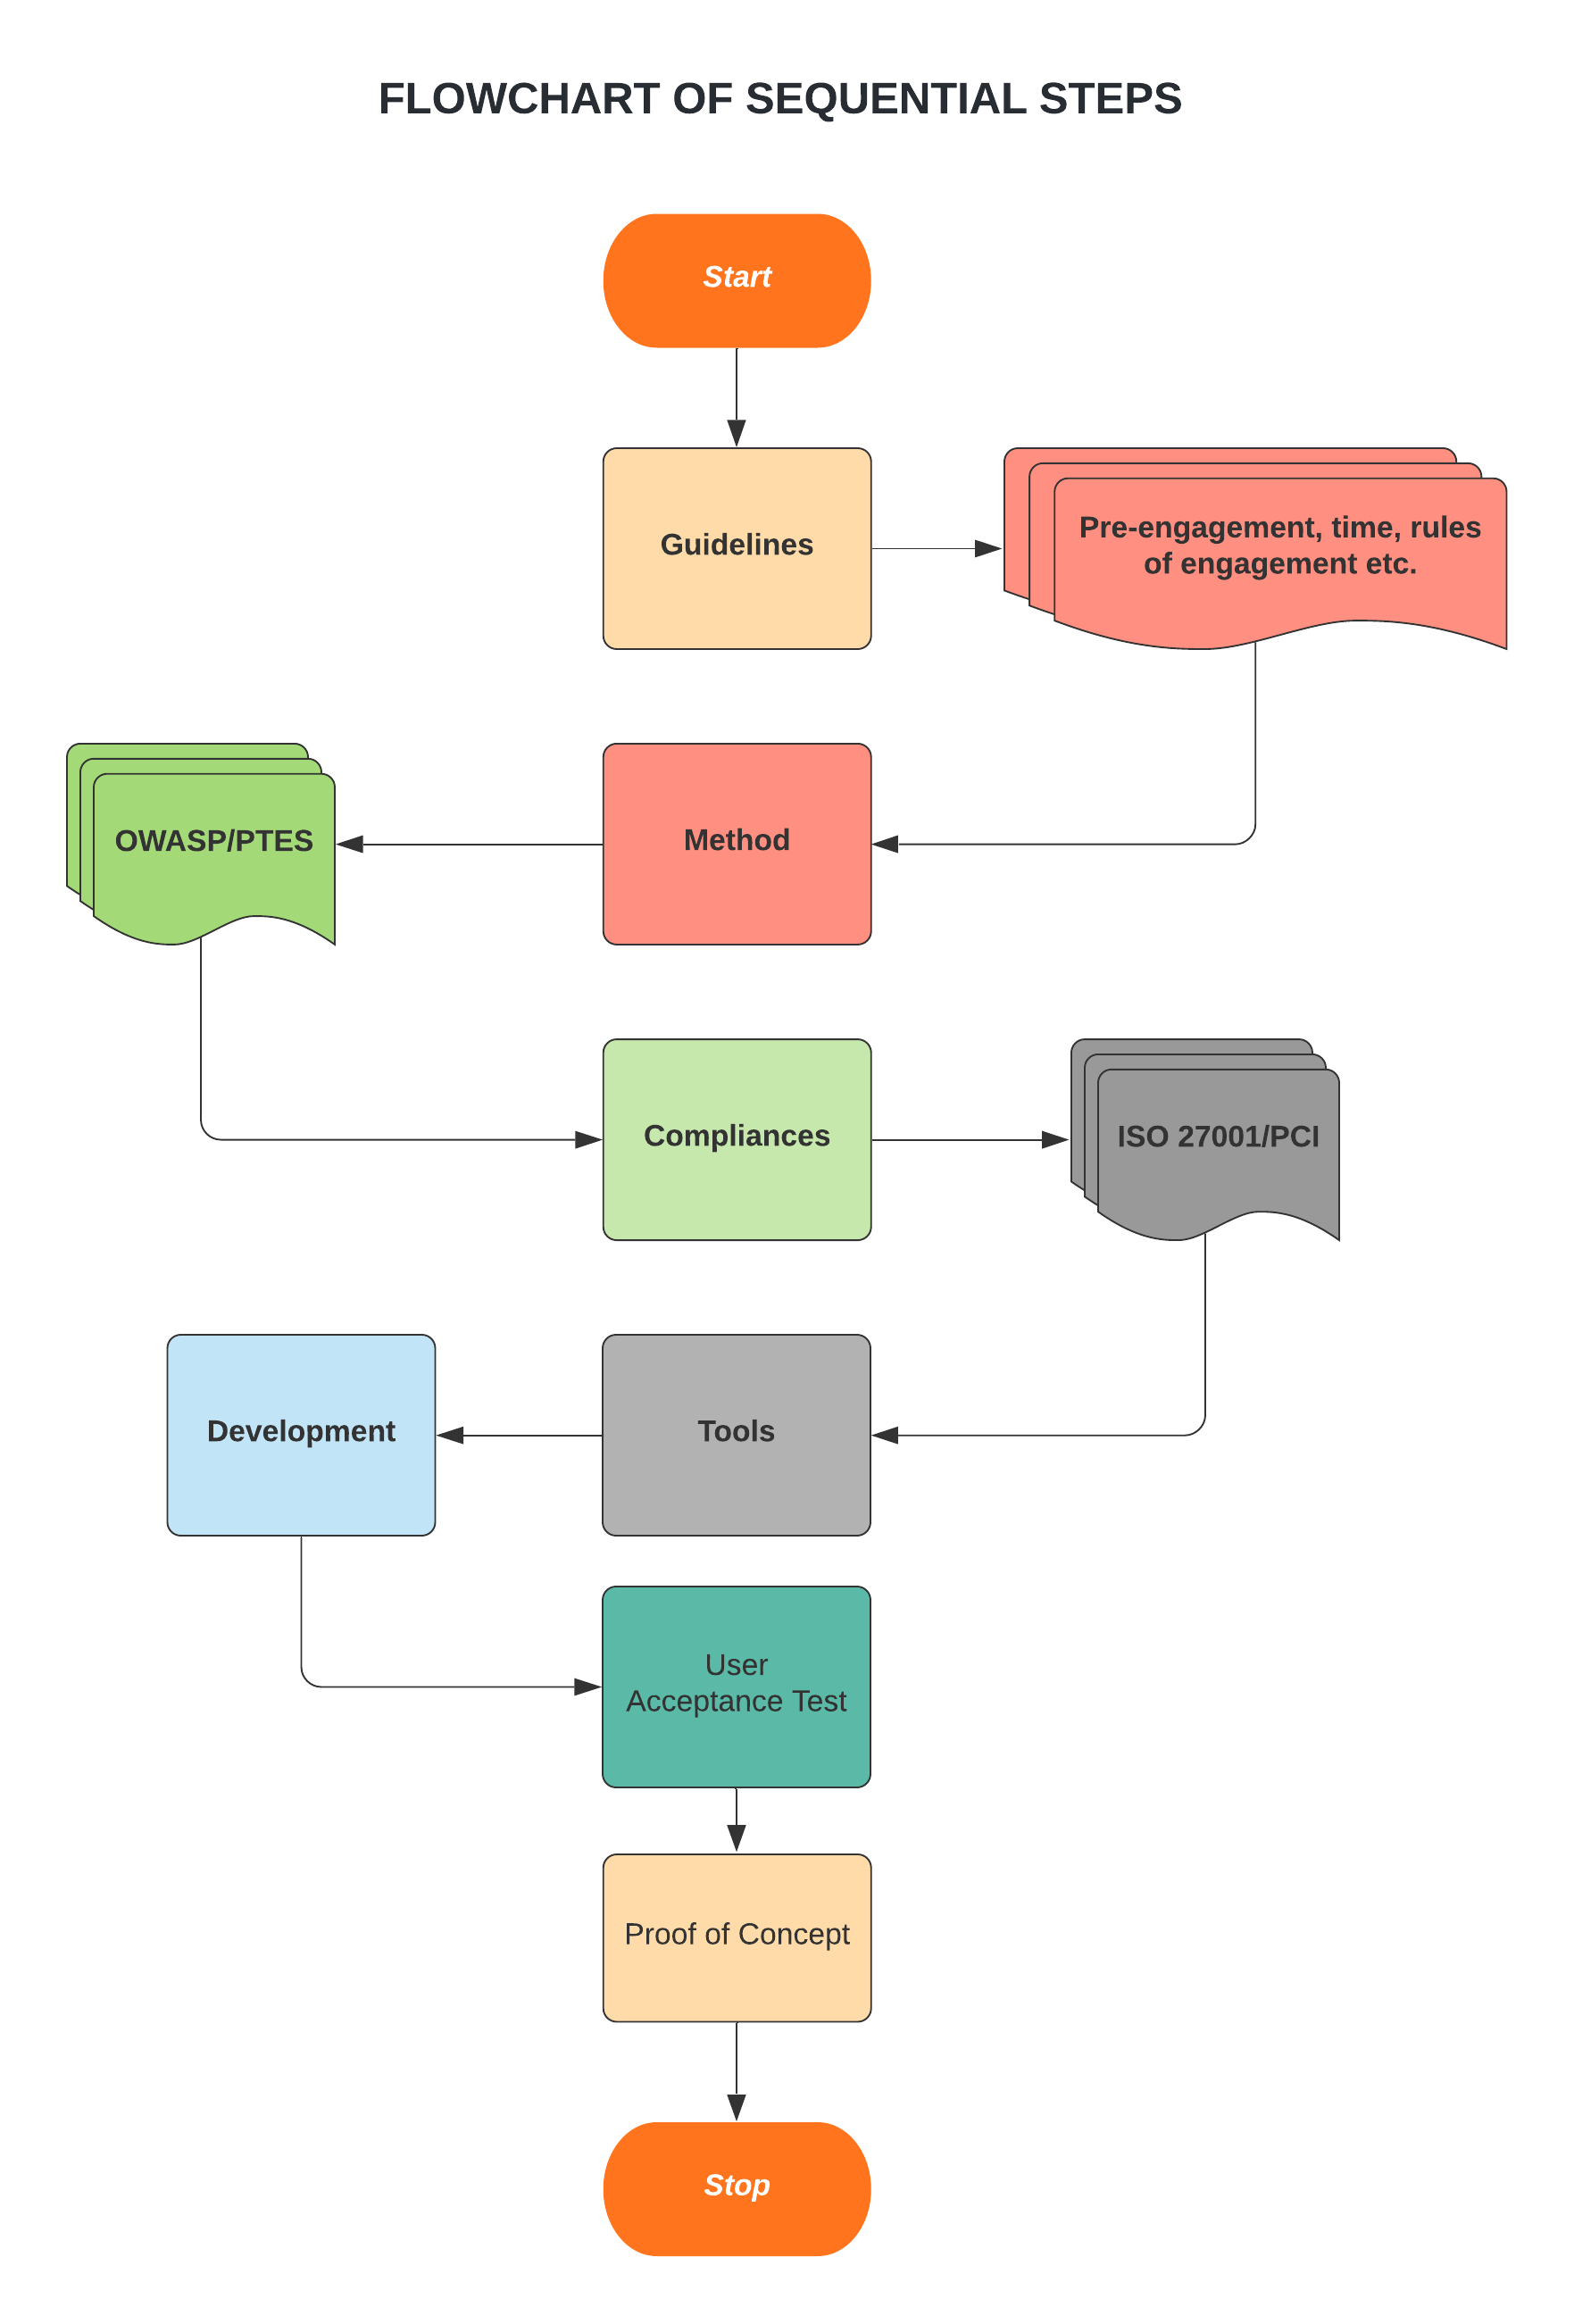 FLOWCHART OF SEQUENTIAL STEPS
Start
Guidelines
Pre-engagement, time, rules
of engagement etc.
Method
OWASP/PTES
Compliances
ISO 27001/PCI
Tools
Development
User
Acceptance Test
Proof of Concept
Stop